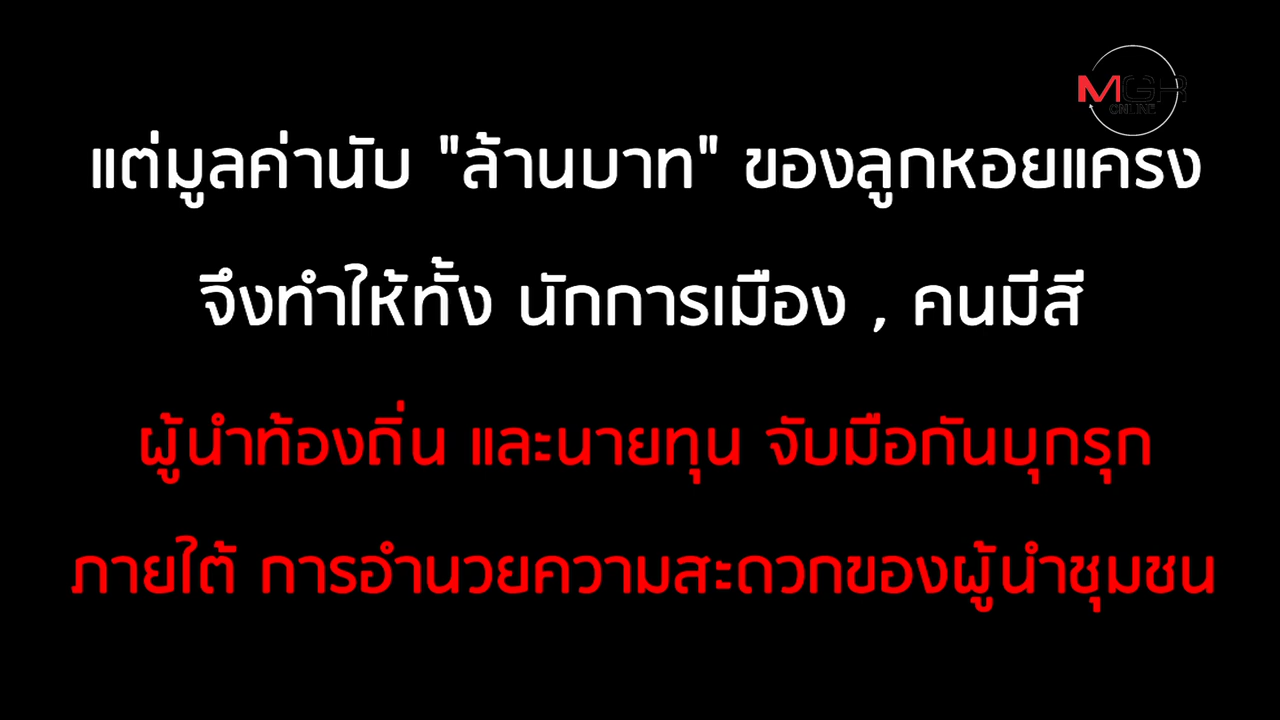 MGR
ONLINE
แต่มูลค่านับ "ล้านบาท" ของลูกหอยแครง
จึงทำให้ทั้ง นักการเมือง , คนมีสี
ผู้นำท้องถิ่น และนายทุน จับมือกันบุกรุก
ภายใต้ การอำนวยความสะดวกของผู้นำชุมชน